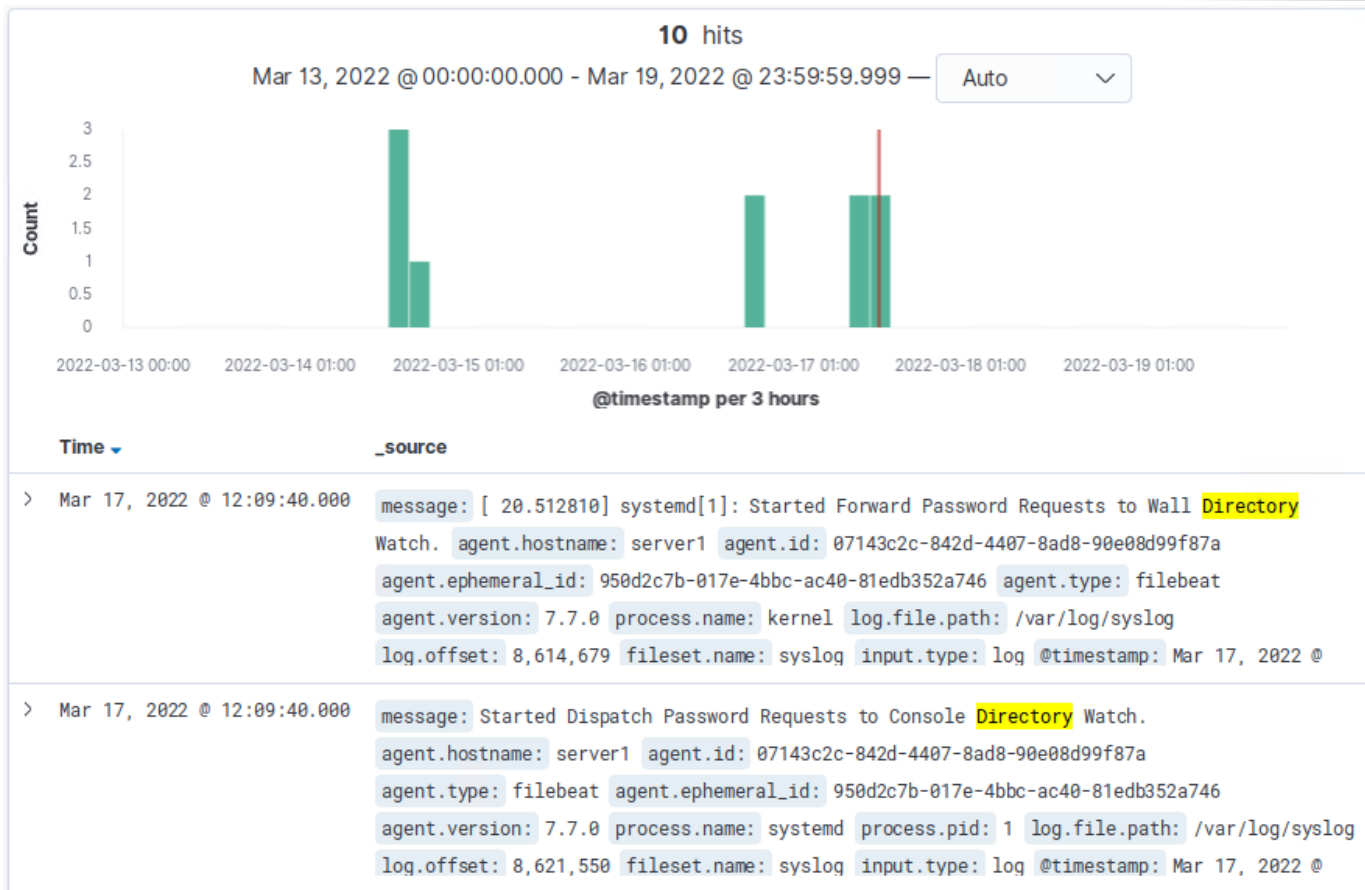 10 hits
Mar 13, 2022 @ 00:00:00.000 - Mar 19, 2022 @ 23:59:59.999 — Auto
3
2.5
2
1.5
1
0.5
0
Count
2022-03-13 00:00 2022-03-14 01:00 2022-03-15 01:00 2022-03-16 01:00 2022-03-17 01:00 2022-03-18 01:00 2022-03-19 01:00
@timestamp per 3 hours
Time _source
Mar 17, 2022 @ 12:09:40.000 message: [ 20.512810] systemd[1]: Started Forward Password Requests to Wall Directory
Watch. agent.hostname: server1 agent.id: 07143c2c-842d-4407-8ad8-90e08d99f87a
agent.ephemeral_id: 950d2c7b-017e-4bbc-ac40-81edb352a746 agent.type: filebeat
agent.version: 7.7.0 process.name: kernel log.file.path: /var/log/syslog
log.offset: 8,614,679 fileset.name: syslog input.type: log @timestamp: Mar 17, 2022 @
Mar 17, 2022 @ 12:09:40.000 message: Started Dispatch Password Requests to Console Directory Watch.
agent.hostname: server1 agent.id: 07143c2c-842d-4407-8ad8-90e08d99f87a
agent.type: filebeat agent.ephemeral_id: 950d2c7b-017e-4bbc-ac40-81edb352a746
agent.version: 7.7.0 process.name: systemd process.pid: 1 log.file.path: /var/log/syslog
log.offset: 8,621,550 fileset.name: syslog input.type: log @timestamp: Mar 17, 2022 @